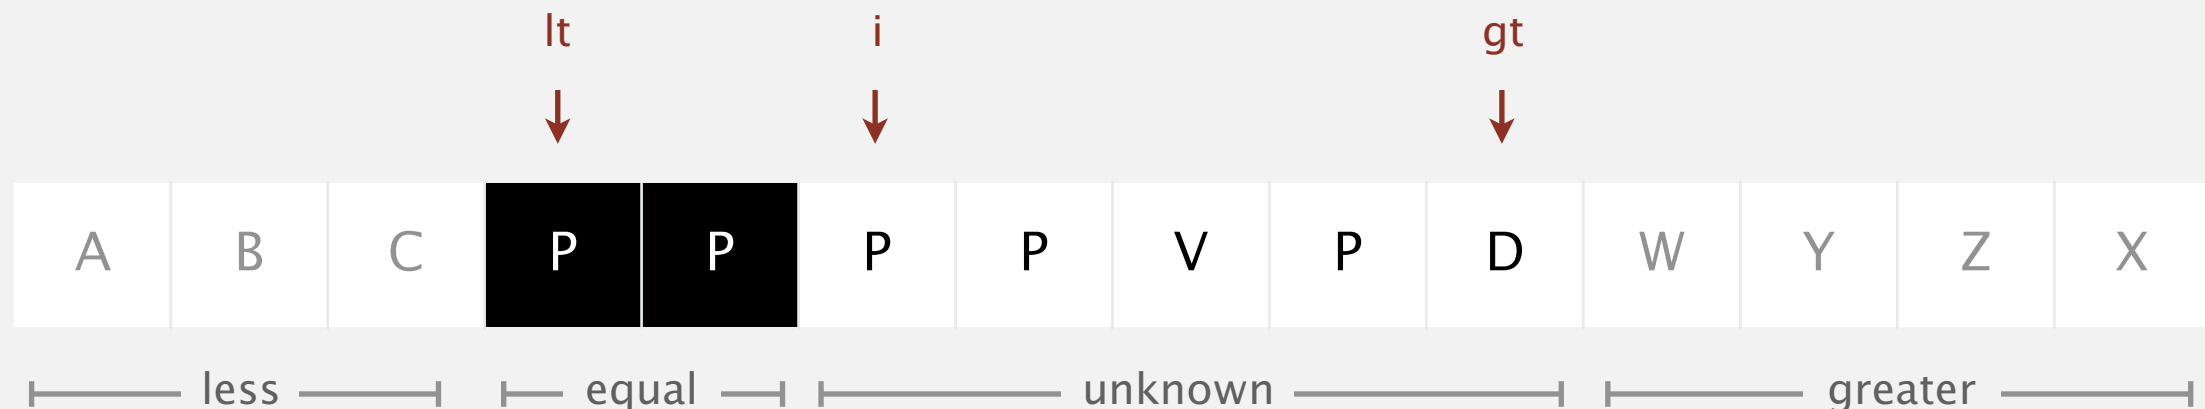 lt i gt
A B C P P P P V P D W Y Z X
less equal unknown greater